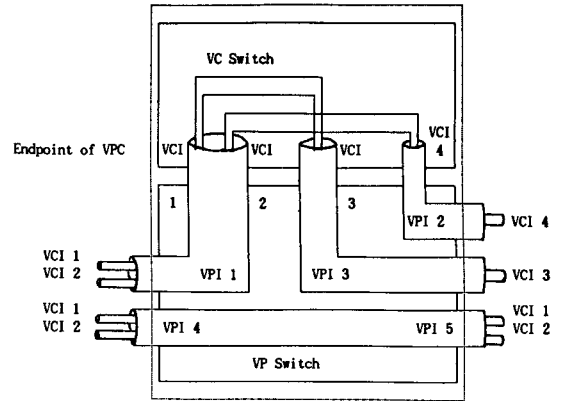 VC Switch
Endpoint of VPC
VCI VCI VCI VCI
4
1 2 3
VPI 2 VCI 4
VCI 1
VCI 2
VPI 1 VPI 3 VCI 3
VCI 1
VCI 2
VPI 4 VPI 5
VCI 1
VCI 2
VP Switch